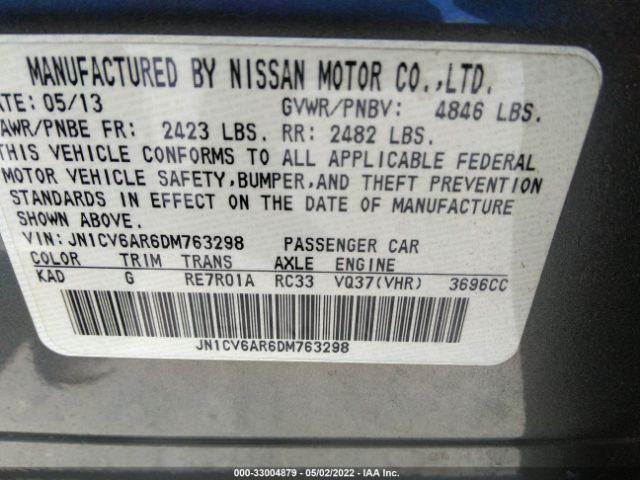 MANUFACTURED BY NISSAN MOTOR CO.,LTD.
ATE: 05/13 GVWR/PNBV: 4846 LBS.
AWR/PNBE FR: 2423 LBS. RR: 2482 LBS.
THIS VEHICLE CONFORMS TO ALL APPLICABLE FEDERAL
MOTOR VEHICLE SAFETY,BUMPER,AND THEFT PREVENTION
STANDARDS IN EFFECT ON THE DATE OF MANUFACTURE
SHOWN ABOVE.
VIN: JN1CV6AR6DM763298 PASSENGER CAR
COLOR TRIM TRANS AXLE ENGINE
KAD G RE7R01A RC33 VQ37(VHR) 3696CC
JN1CV6AR6DM763298
000-33004879 - 05/02/2022 - IAA Inc.